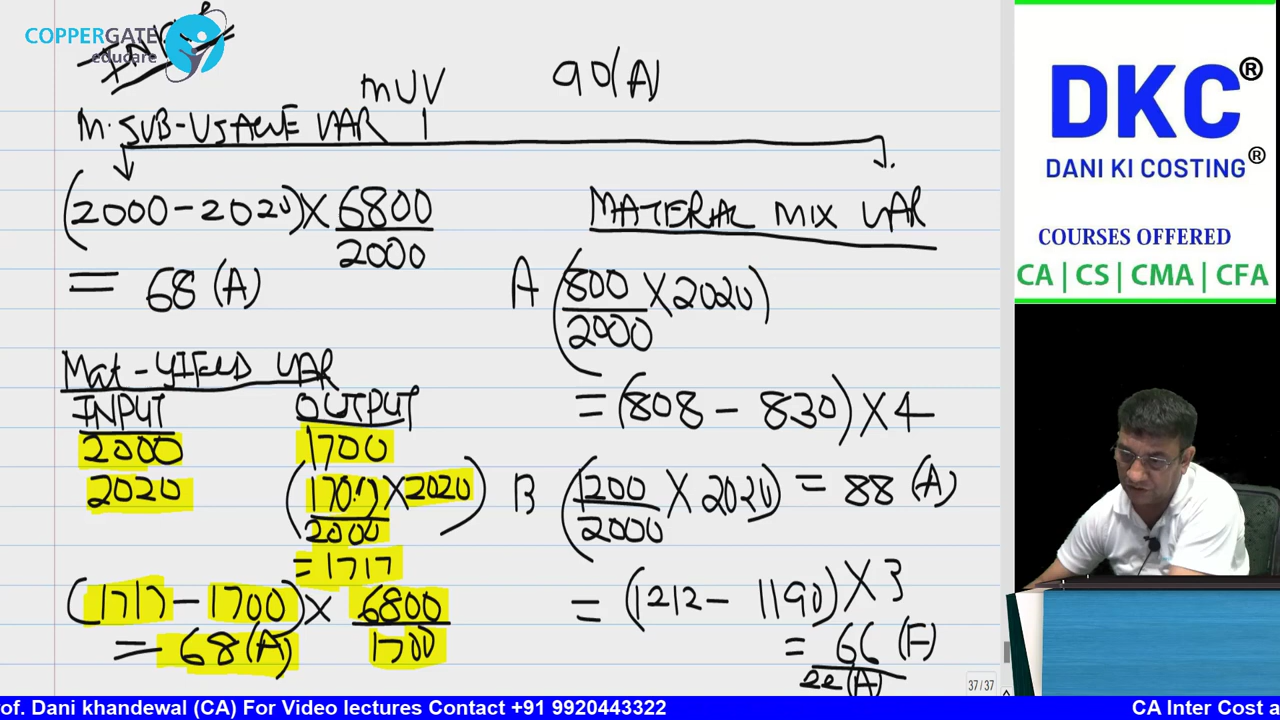 COPPERGATE
educare
mUV 90(A)
M. SUB-USAGE VAR
(2000-2020) X 6800
2000
= 68 (A)
MATERIAL MIX VAR
A (800 X 2020)
2000
= (808 - 830) X 4
= 88 (A)
B (1200 X 2020)
2000
= (1212 - 1190) X 3
= 66 (F)
22 (A)
Mat-YIELD VAR
INPUT OUTPUT
2000 1700
2020 (1700 X 2020)
2000
= 1717
(1717 - 1700) X 6800
1700
= 68 (A)
37/37
DKC®
DANI KI COSTING®
COURSES OFFERED
CA | CS | CMA | CFA
rof. Dani khandewal (CA) For Video lectures Contact +91 9920443322
CA Inter Cost a